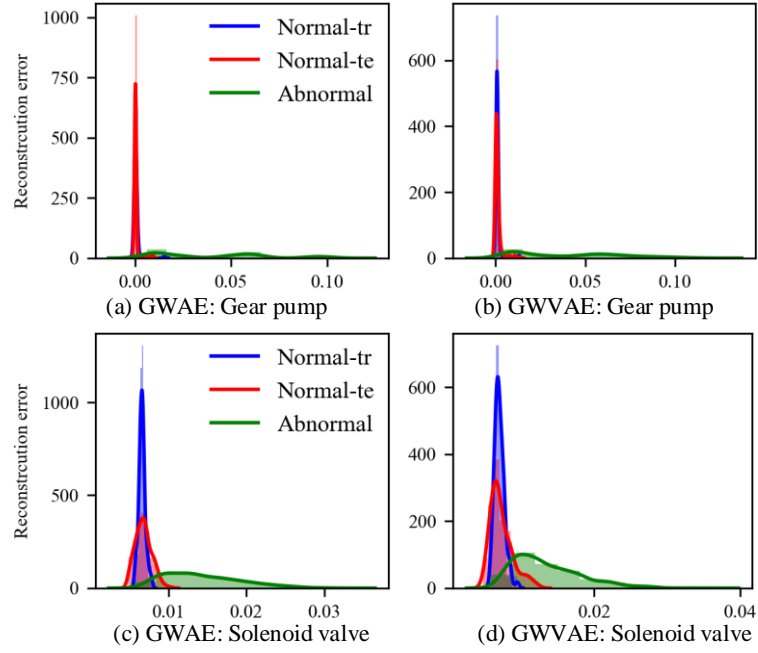 1000
750
500
250
0
Reconstrcution error
Normal-tr
Normal-te
Abnormal
0.00
0.05
0.10
(a) GWAE: Gear pump
600
400
200
0
0.00
0.05
0.10
(b) GWVAE: Gear pump
1000
500
0
Reconstrcution error
Normal-tr
Normal-te
Abnormal
0.01
0.02
0.03
(c) GWAE: Solenoid valve
600
400
200
0
0.02
0.04
(d) GWVAE: Solenoid valve